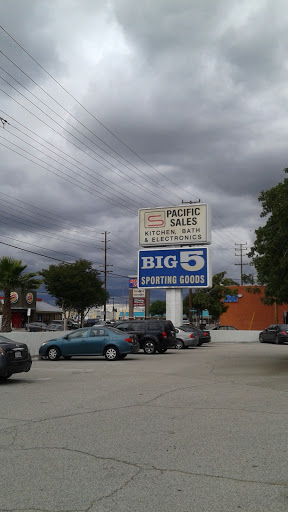 PACIFIC
SALES
KITCHEN, BATH
& ELECTRONICS
BIG 5
SPORTING GOODS